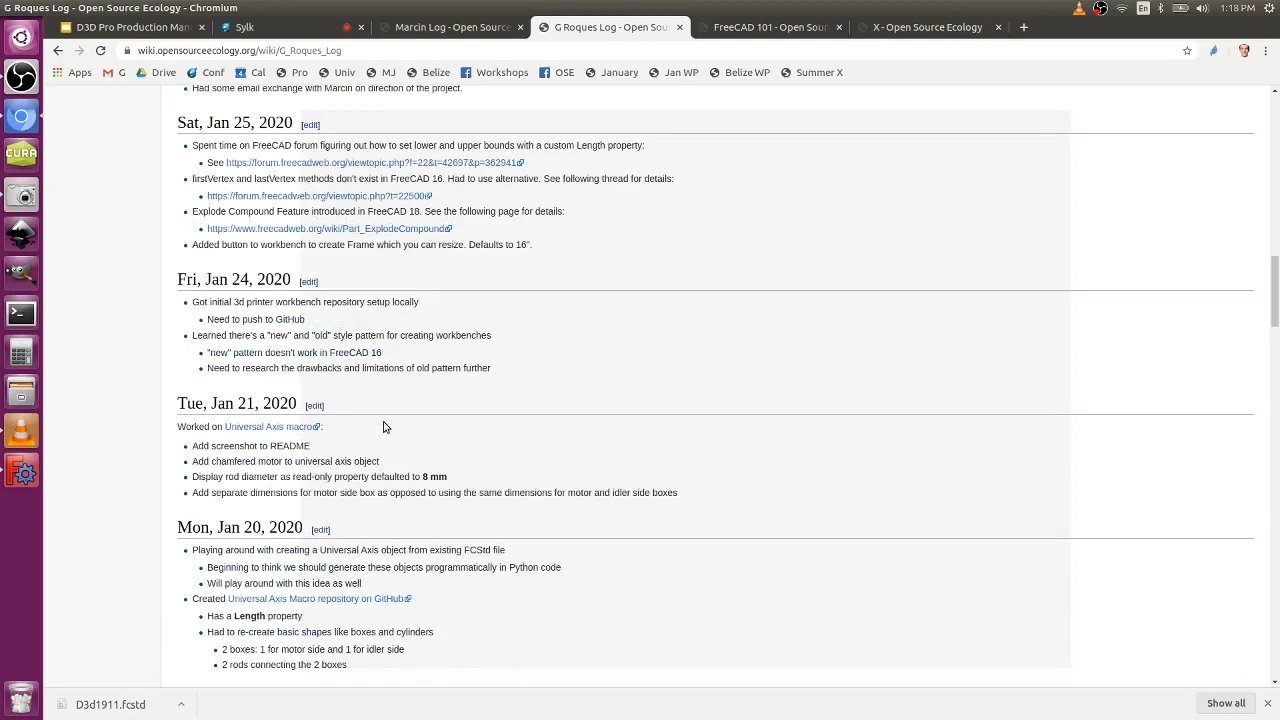 G Roques Log - Open Source Ecology - Chromium
En
1:18 PM
D3D Pro Production Man
Sylk
Marcin Log - Open Source
G Roques Log - Open Sou
FreeCAD 101 - Open Sour
X - Open Source Ecology
wiki.opensourceecology.org/wiki/G_Roques_Log
Apps
G
Drive
Conf
Cal
Pro
Univ
MJ
Belize
Workshops
OSE
January
Jan WP
Belize WP
Summer X
Had some email exchange with Marcin on direction of the project.
Sat, Jan 25, 2020 [edit]
Spent time on FreeCAD forum figuring out how to set lower and upper bounds with a custom Length property:
See https://forum.freecadweb.org/viewtopic.php?f=22&t=42697&p=362941
firstVertex and lastVertex methods don't exist in FreeCAD 16. Had to use alternative. See following thread for details:
https://forum.freecadweb.org/viewtopic.php?t=22500
Explode Compound Feature introduced in FreeCAD 18. See the following page for details:
https://www.freecadweb.org/wiki/Part_ExplodeCompound
Added button to workbench to create Frame which you can resize. Defaults to 16".
Fri, Jan 24, 2020 [edit]
Got initial 3d printer workbench repository setup locally
Need to push to GitHub
Learned there's a "new" and "old" style pattern for creating workbenches
"new" pattern doesn't work in FreeCAD 16
Need to research the drawbacks and limitations of old pattern further
Tue, Jan 21, 2020 [edit]
Worked on Universal Axis macro:
Add screenshot to README
Add chamfered motor to universal axis object
Display rod diameter as read-only property defaulted to 8 mm
Add separate dimensions for motor side box as opposed to using the same dimensions for motor and idler side boxes
Mon, Jan 20, 2020 [edit]
Playing around with creating a Universal Axis object from existing FCStd file
Beginning to think we should generate these objects programmatically in Python code
Will play around with this idea as well
Created Universal Axis Macro repository on GitHub
Has a Length property
Had to re-create basic shapes like boxes and cylinders
2 boxes: 1 for motor side and 1 for idler side
2 rods connecting the 2 boxes
D3d1911.fcstd
Show all
CURA